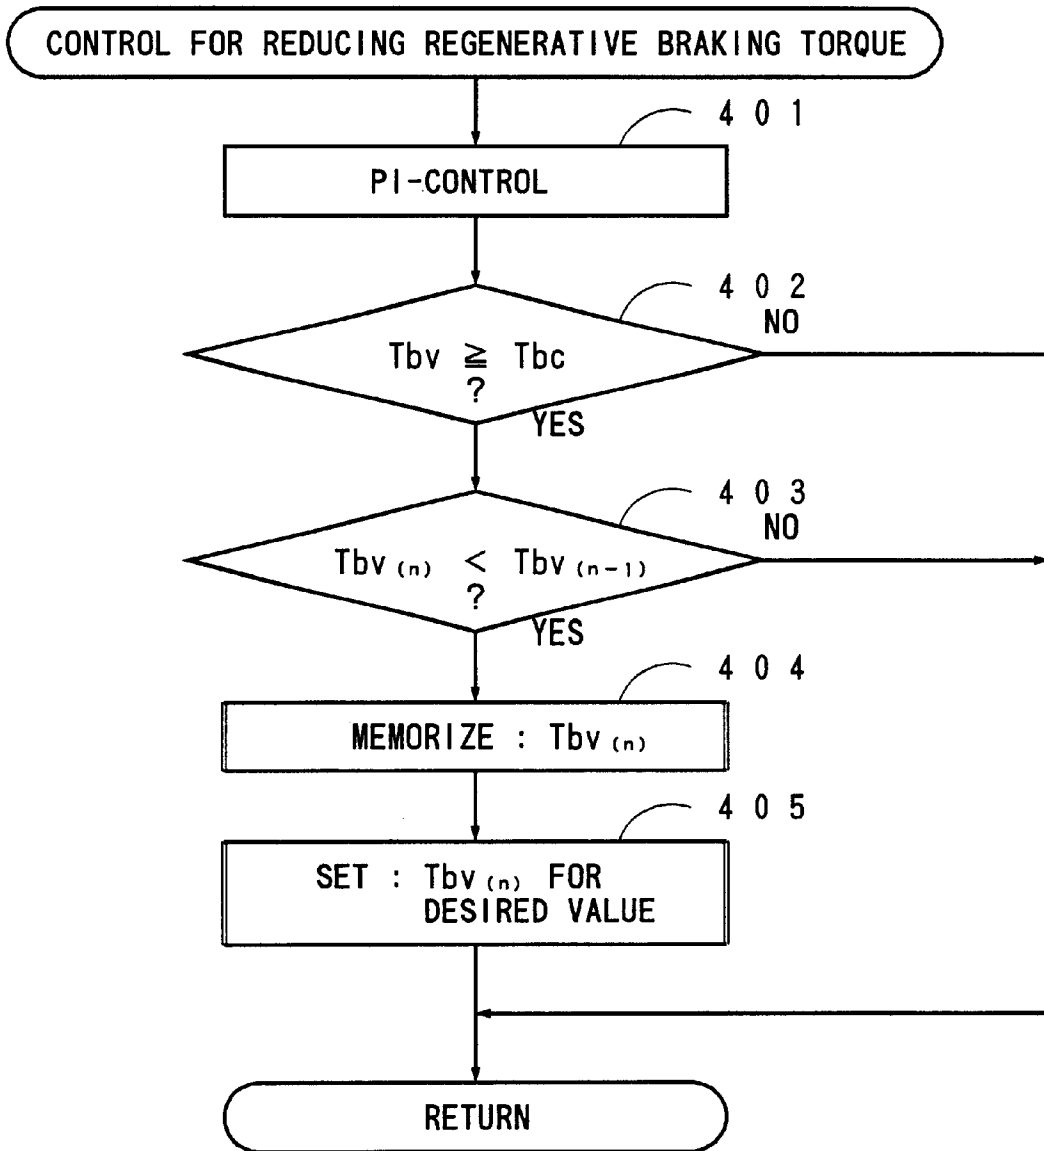 CONTROL FOR REDUCING REGENERATIVE BRAKING TORQUE
401
PI-CONTROL
402
NO
Tbv ≧ Tbc
?
YES
403
NO
Tbv(n) < Tbv(n-1)
?
YES
404
MEMORIZE : Tbv(n)
405
SET : Tbv(n) FOR
DESIRED VALUE
RETURN